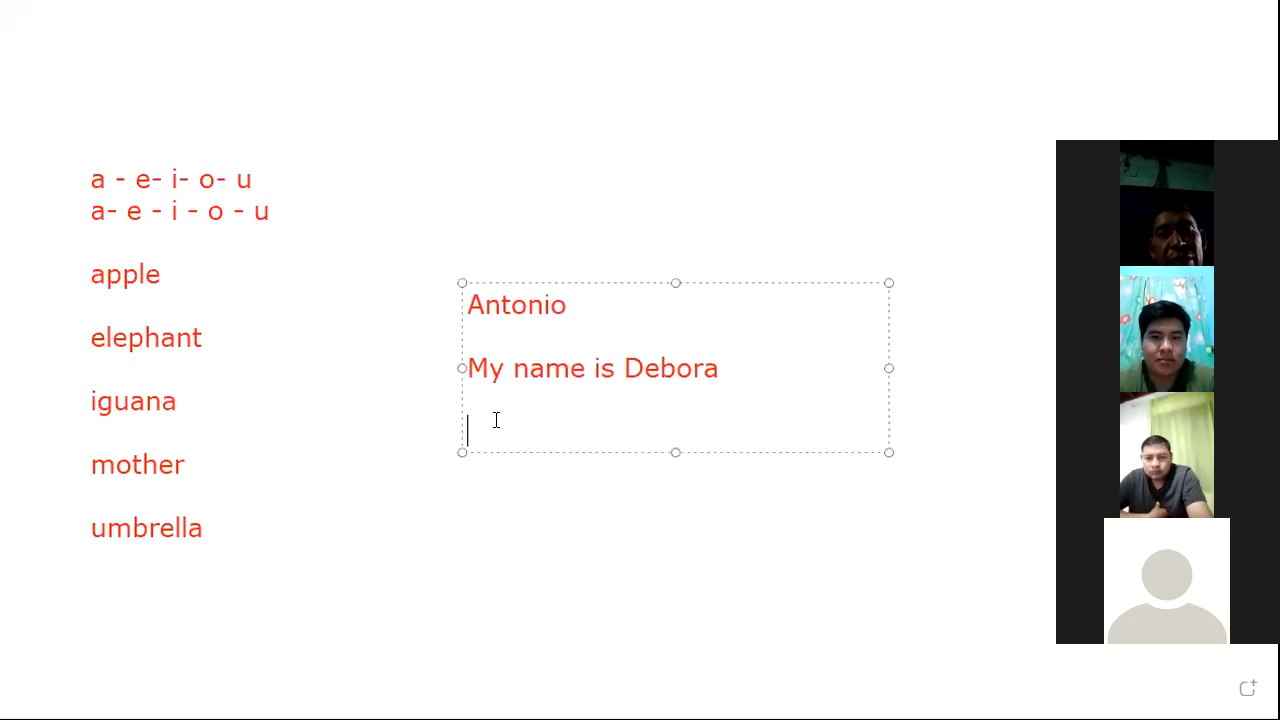 a - e- i- o- u
a- e - i - o - u
apple
elephant
iguana
mother
umbrella
Antonio
My name is Debora